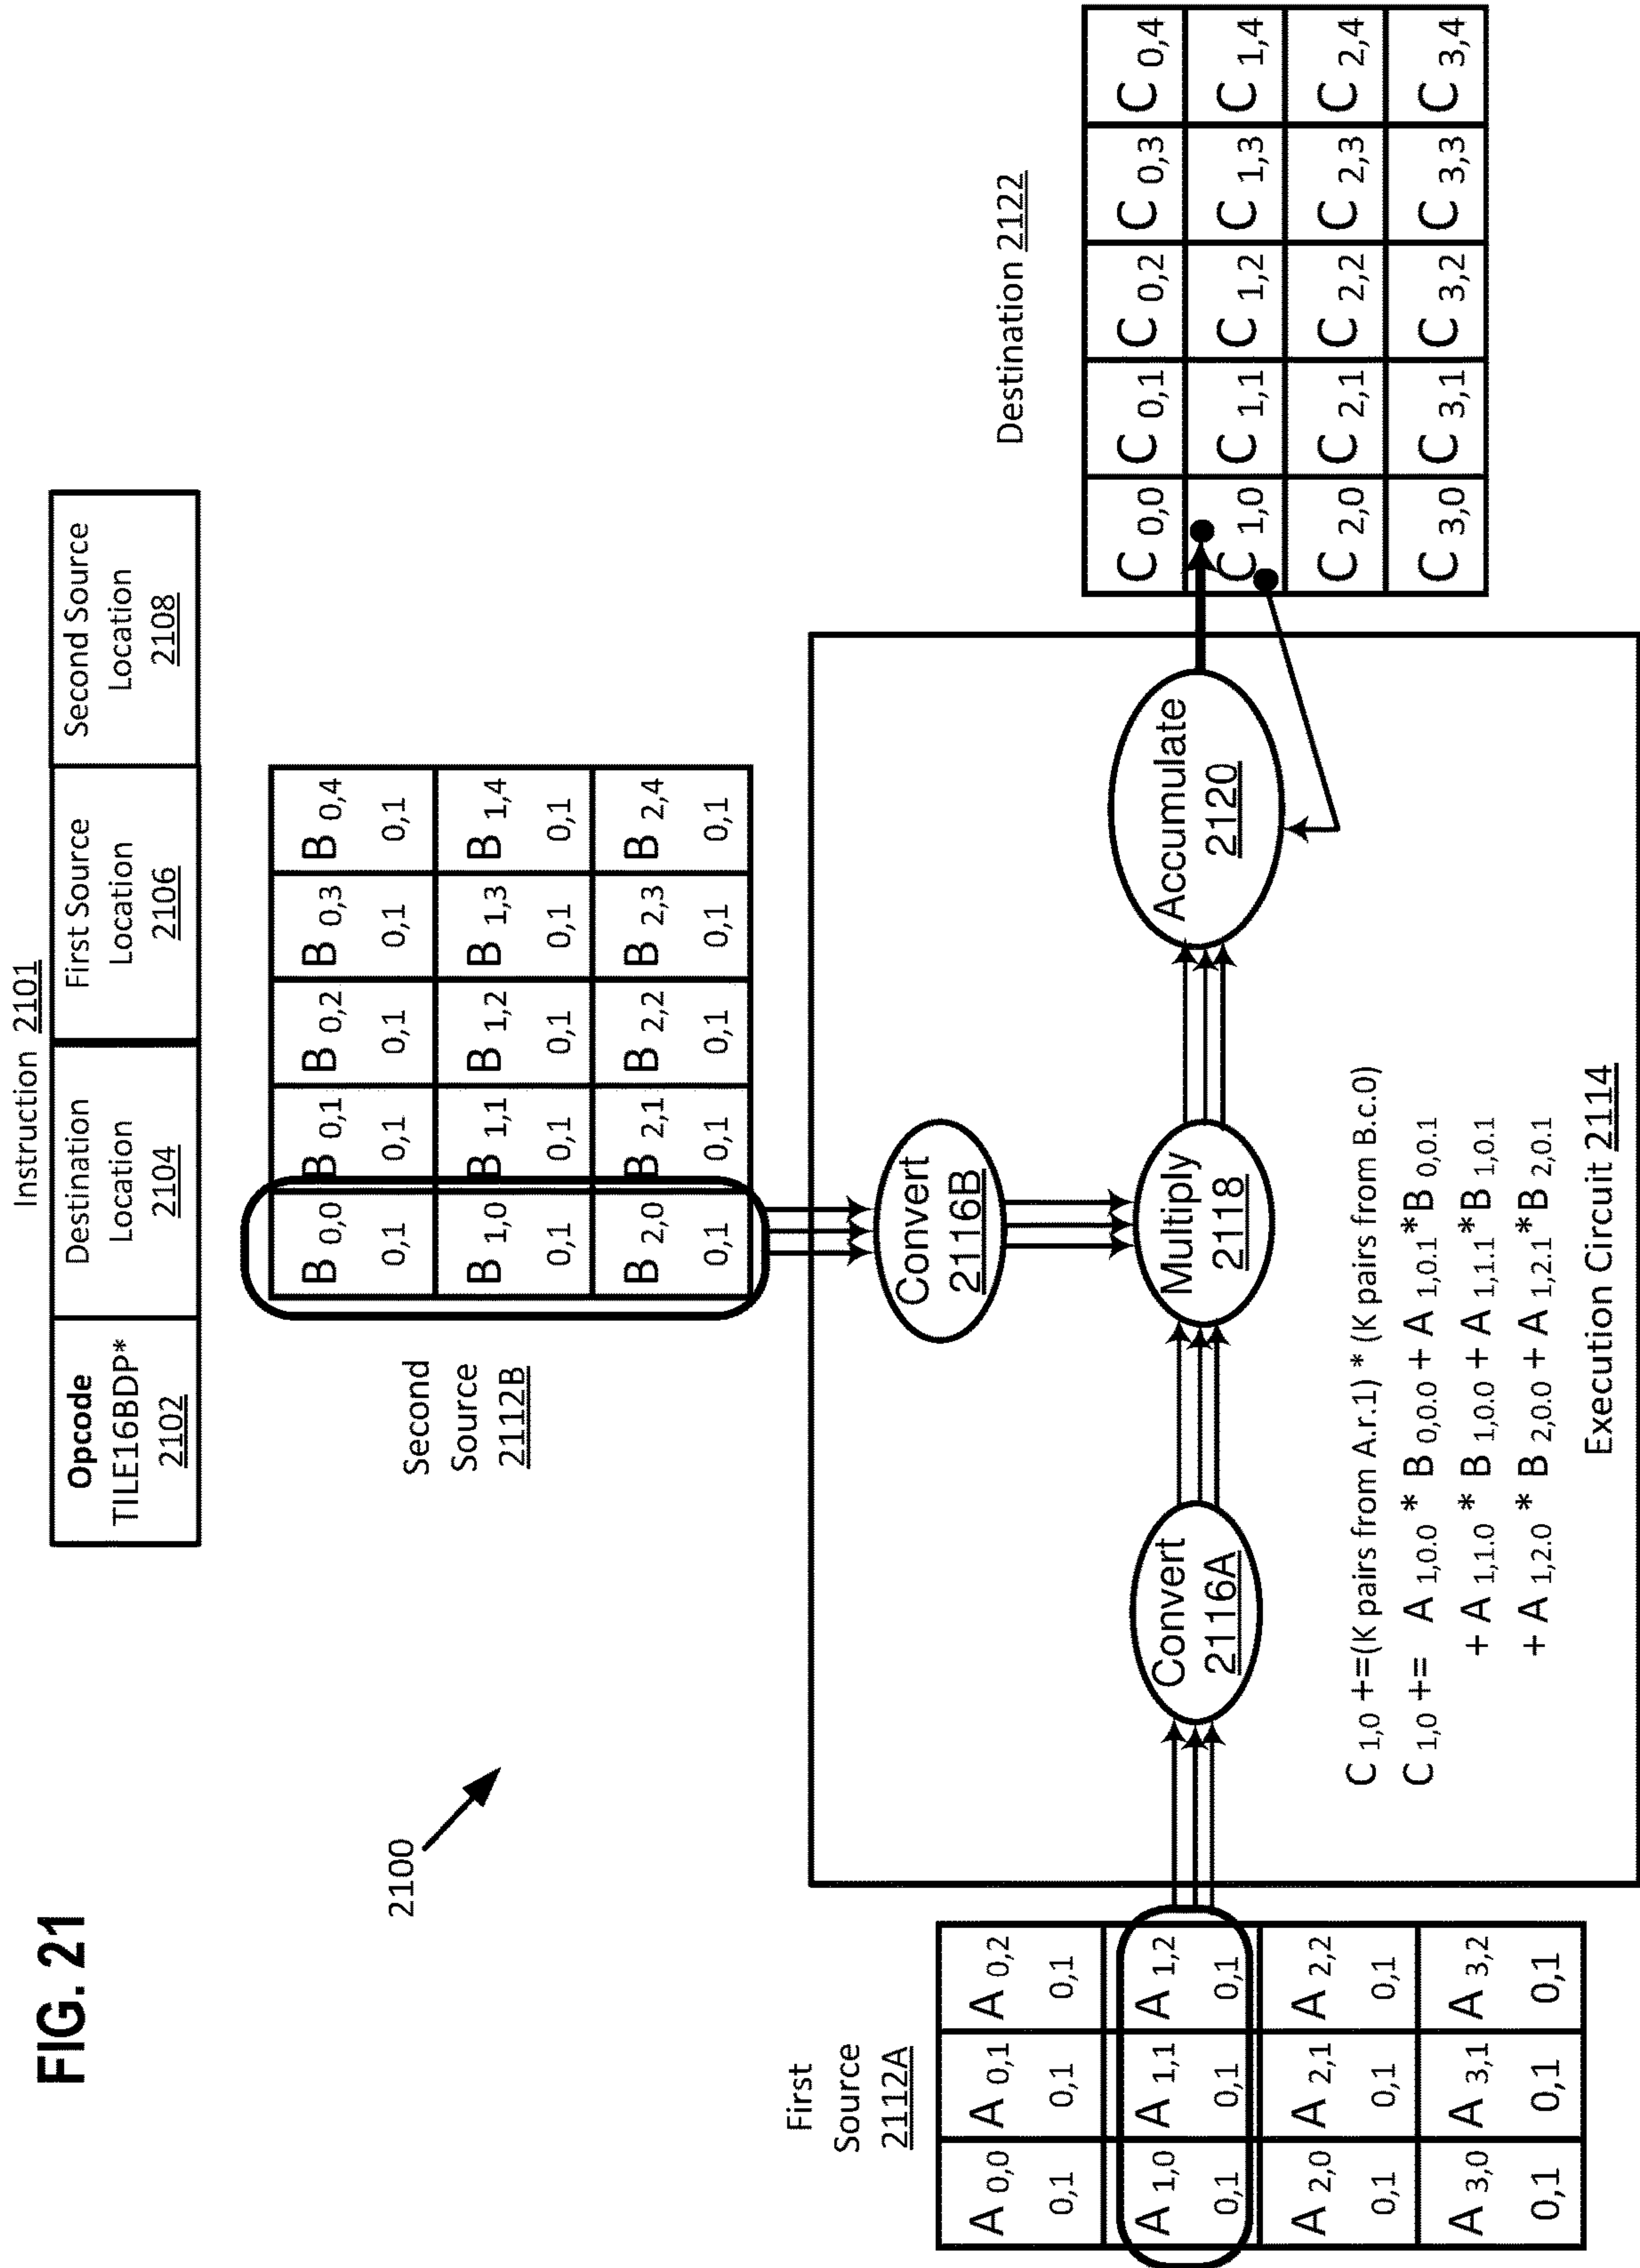 FIG. 21
Instruction 2101
Opcode
TILE16BDP*
2102
Destination
Location
2104
First Source
Location
2106
Second Source
Location
2108
2100
Second
Source
2112B
B 0,0 B 0,1 B 0,2 B 0,3 B 0,4
0,1 0,1 0,1 0,1 0,1
B 1,0 B 1,1 B 1,2 B 1,3 B 1,4
0,1 0,1 0,1 0,1 0,1
B 2,0 B 2,1 B 2,2 B 2,3 B 2,4
0,1 0,1 0,1 0,1 0,1
First
Source
2112A
A 0,0 A 0,1 A 0,2
0,1 0,1 0,1
A 1,0 A 1,1 A 1,2
0,1 0,1 0,1
A 2,0 A 2,1 A 2,2
0,1 0,1 0,1
A 3,0 A 3,1 A 3,2
0,1 0,1 0,1
Convert
2116A
Convert
2116B
Multiply
2118
Accumulate
2120
C 1,0 +=(K pairs from A.r.1) * (K pairs from B.c.0)
C 1,0 += A 1,0.0 * B 0,0.0 + A 1,0.1*B 0,0.1
+ A 1,1.0 * B 1,0.0 + A 1,1.1*B 1,0.1
+ A 1,2.0 * B 2,0.0 + A 1,2.1*B 2,0.1
Execution Circuit 2114
Destination 2122
C 0,0 C 0,1 C 0,2 C 0,3 C 0,4
C 1,0 C 1,1 C 1,2 C 1,3 C 1,4
C 2,0 C 2,1 C 2,2 C 2,3 C 2,4
C 3,0 C 3,1 C 3,2 C 3,3 C 3,4